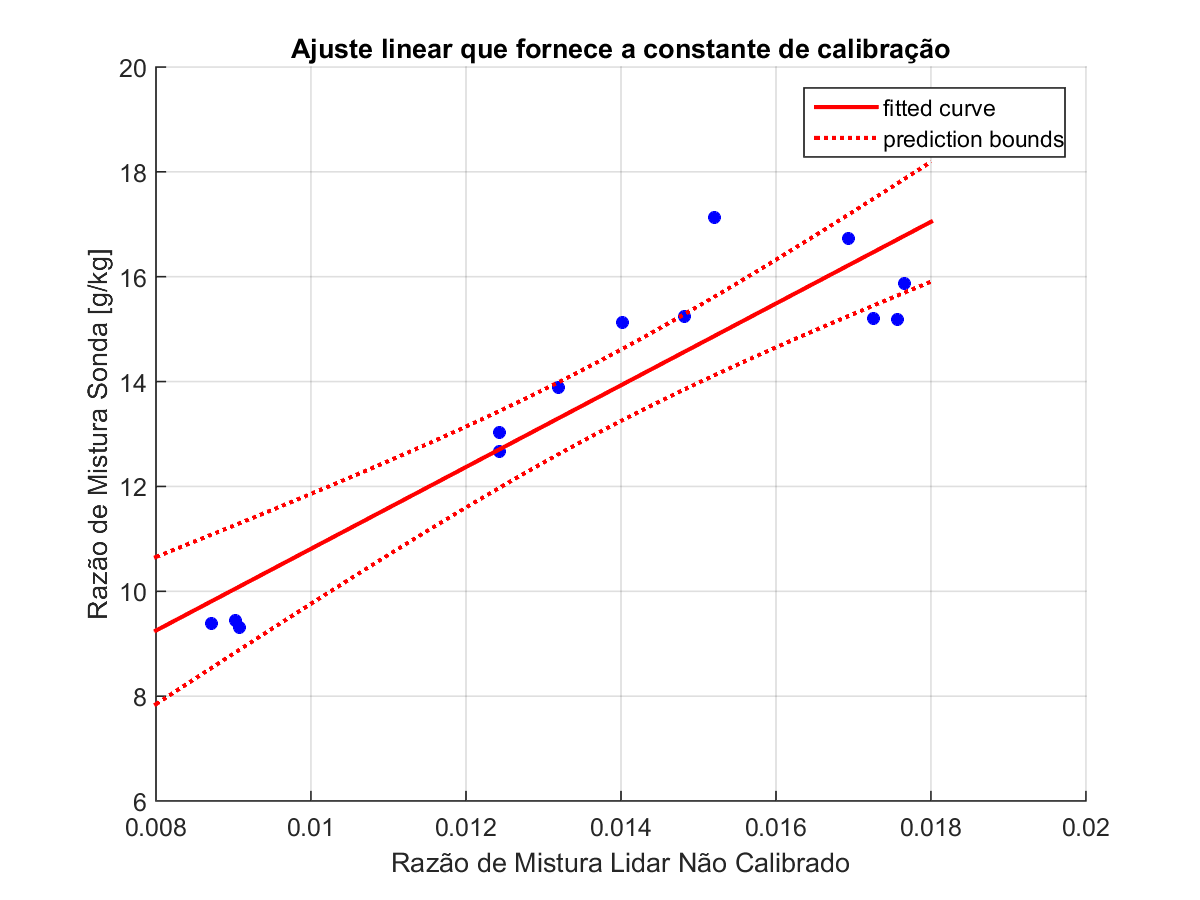 Ajuste linear que fornece a constante de calibração
fitted curve
prediction bounds
Razão de Mistura Sonda [g/kg]
20
18
16
14
12
10
8
6
0.008 0.01 0.012 0.014 0.016 0.018 0.02
Razão de Mistura Lidar Não Calibrado